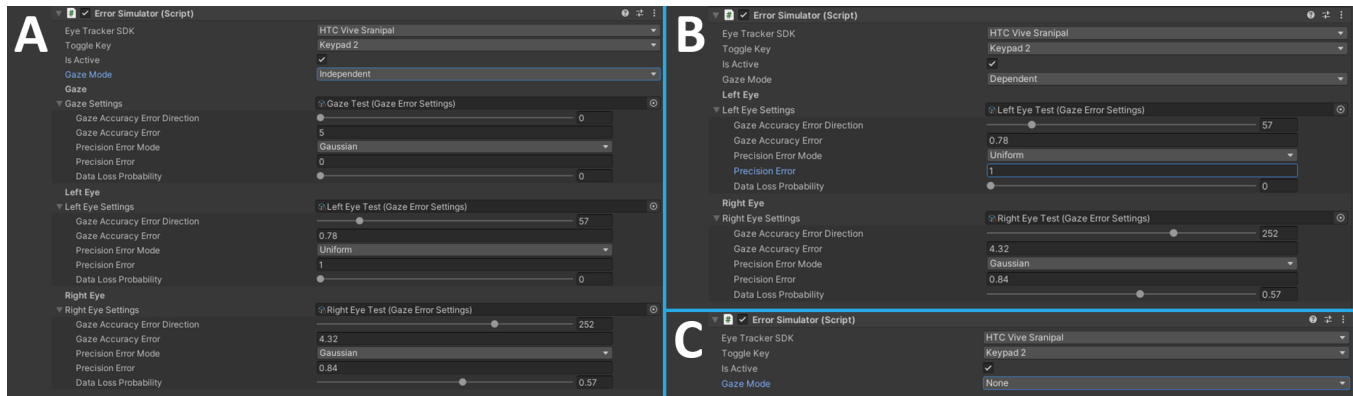 A
# Error Simulator (Script)
Eye Tracker SDK HTC Vive Sranipal
Toggle Key Keypad 2
Is Active
Gaze Mode Independent
Gaze
Gaze Settings Gaze Test (Gaze Error Settings)
Gaze Accuracy Error Direction 0
Gaze Accuracy Error 5
Precision Error Mode Gaussian
Precision Error 0
Data Loss Probability 0
Left Eye
Left Eye Settings Left Eye Test (Gaze Error Settings)
Gaze Accuracy Error Direction 57
Gaze Accuracy Error 0.78
Precision Error Mode Uniform
Precision Error 1
Data Loss Probability 0
Right Eye
Right Eye Settings Right Eye Test (Gaze Error Settings)
Gaze Accuracy Error Direction 252
Gaze Accuracy Error 4.32
Precision Error Mode Gaussian
Precision Error 0.84
Data Loss Probability 0.57
B
# Error Simulator (Script)
Eye Tracker SDK HTC Vive Sranipal
Toggle Key Keypad 2
Is Active
Gaze Mode Dependent
Left Eye
Left Eye Settings Left Eye Test (Gaze Error Settings)
Gaze Accuracy Error Direction 57
Gaze Accuracy Error 0.78
Precision Error Mode Uniform
Precision Error 1
Data Loss Probability 0
Right Eye
Right Eye Settings Right Eye Test (Gaze Error Settings)
Gaze Accuracy Error Direction 252
Gaze Accuracy Error 4.32
Precision Error Mode Gaussian
Precision Error 0.84
Data Loss Probability 0.57
C
# Error Simulator (Script)
Eye Tracker SDK HTC Vive Sranipal
Toggle Key Keypad 2
Is Active
Gaze Mode None